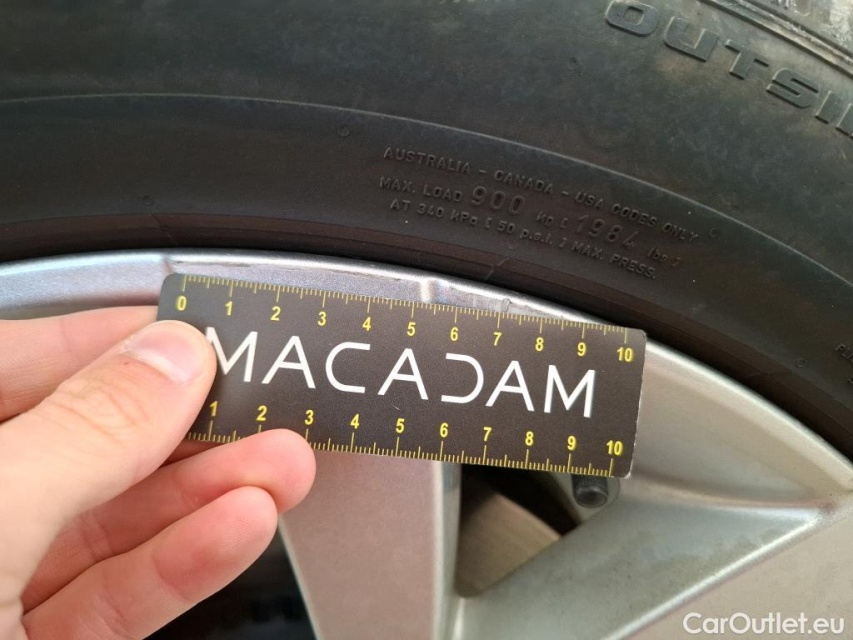 OUTSI
AUSTRALIA - CANADA - USA CODES ONLY
MAX. LOAD 900 KG [ 1984 lbs ]
AT 340 KPa [ 50 p.s.i. ] MAX. PRESS.
0 1 2 3 4 5 6 7 8 9 10
MACADAM
1 2 3 4 5 6 7 8 9 10
CarOutlet.eu